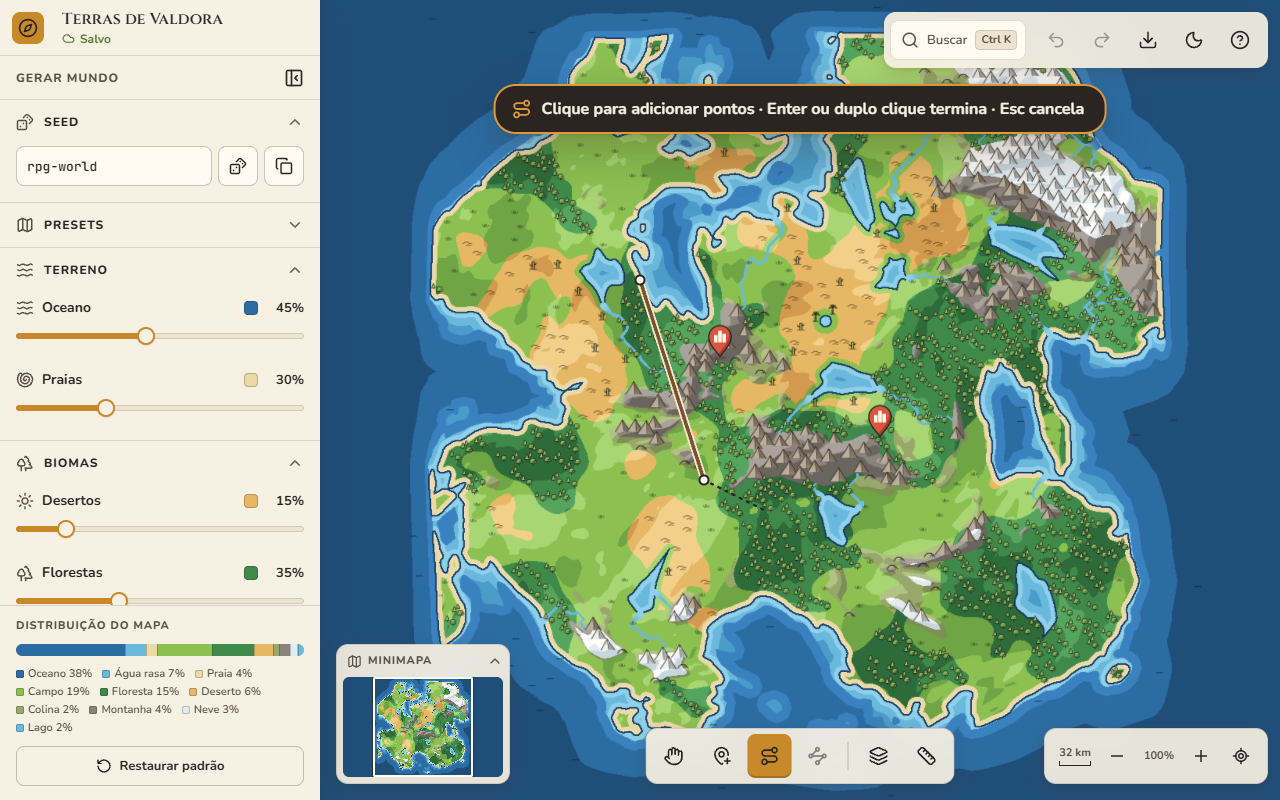 Terras de Valdora
Salvo
GERAR MUNDO
SEED
rpg-world
PRESETS
TERRENO
Oceano 45%
Praias 30%
BIOMAS
Desertos 15%
Florestas 35%
DISTRIBUIÇÃO DO MAPA
Oceano 38% Água rasa 7% Praia 4%
Campo 19% Floresta 15% Deserto 6%
Colina 2% Montanha 4% Neve 3%
Lago 2%
Restaurar padrão
Buscar Ctrl K
Clique para adicionar pontos · Enter ou duplo clique termina · Esc cancela
MINIMAPA
32 km
100%